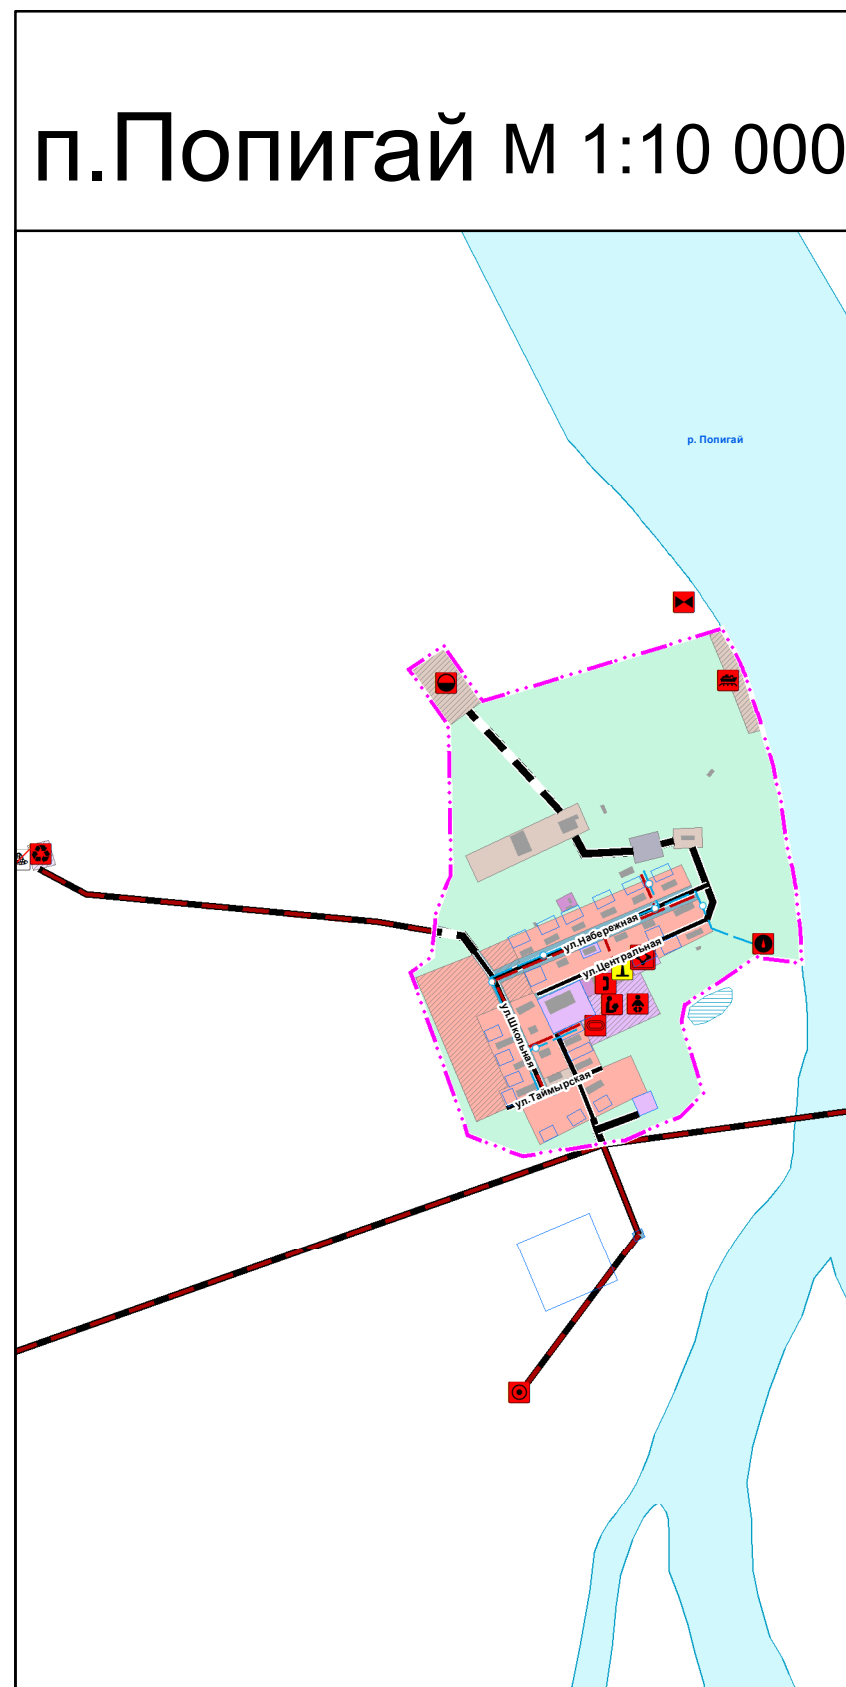 п.Попигай М 1:10 000
р. Попигай
ул.Набережная
ул.Центральная
ул.Школьная
ул.Таймырская